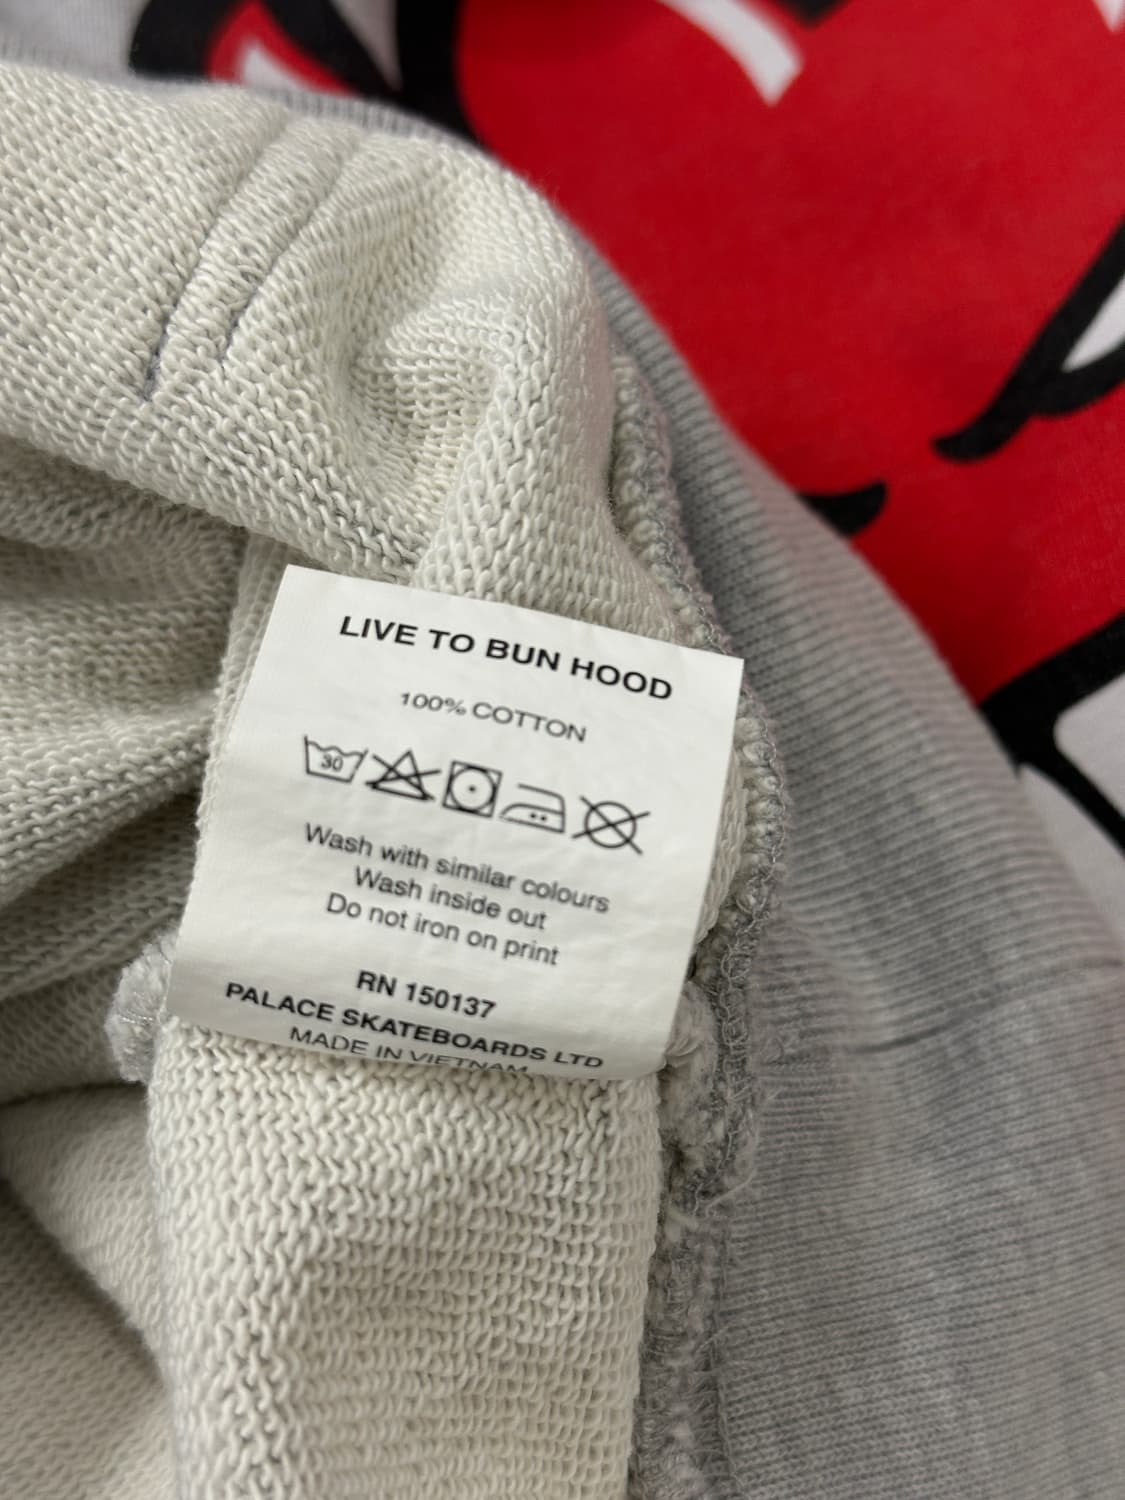 LIVE TO BUN HOOD
100% COTTON
30
Wash with similar colours
Wash inside out
Do not iron on print
RN 150137
PALACE SKATEBOARDS LTD
MADE IN VIETNAM